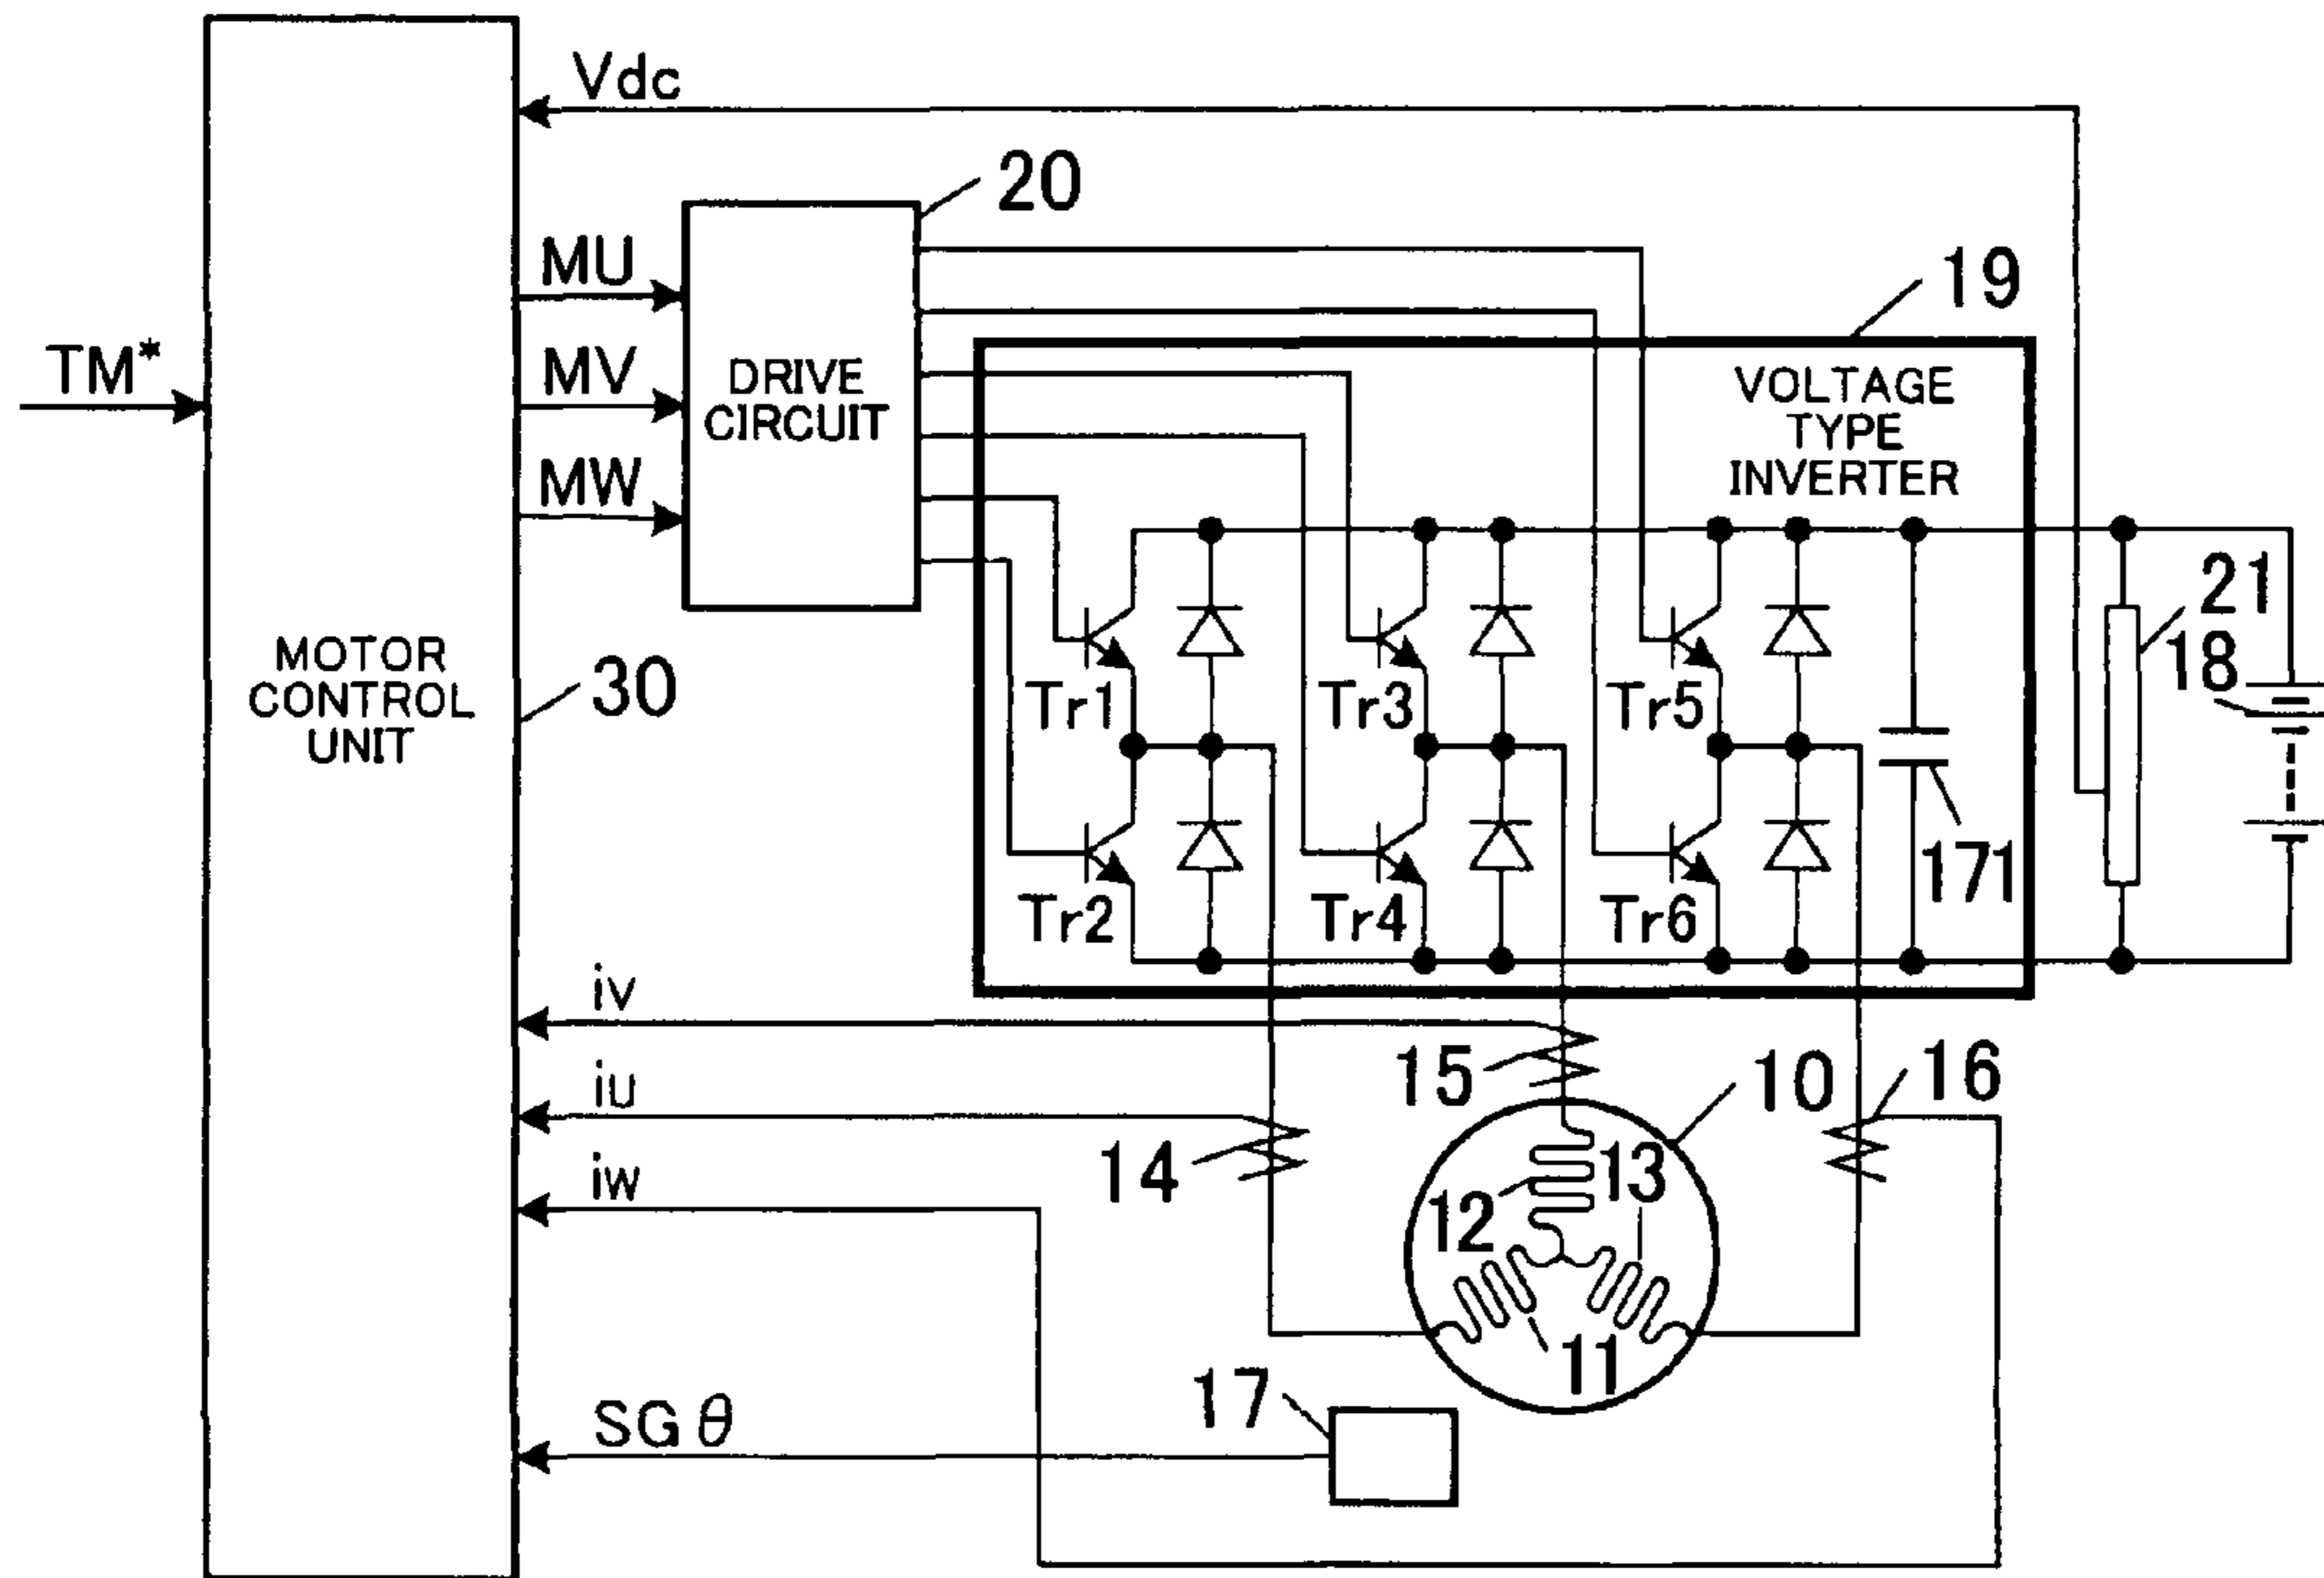 Vdc
20
MU
19
TM*
MV
DRIVE
CIRCUIT
VOLTAGE
TYPE
INVERTER
MW
21
MOTOR
CONTROL
UNIT
30
18
Tr1
Tr3
Tr5
171
Tr2
Tr4
Tr6
iv
15
10
16
iu
14
13
iw
12
11
17
SG θ